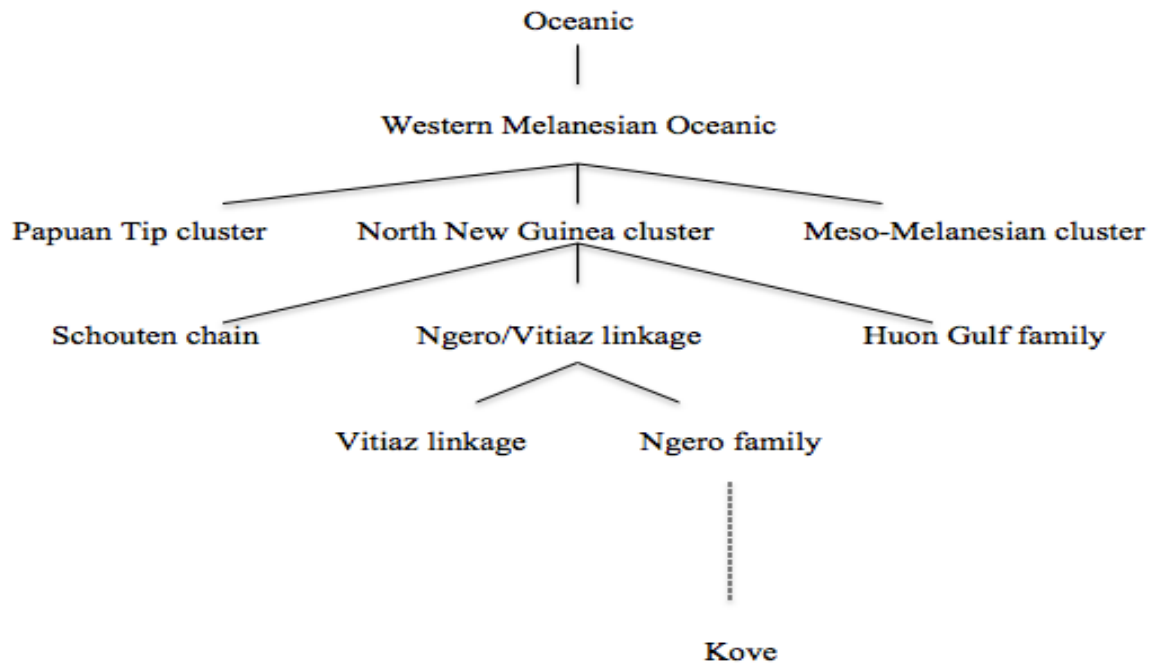 Oceanic
Western Melanesian Oceanic
Papuan Tip cluster North New Guinea cluster Meso-Melanesian cluster
Schouten chain Ngero/Vitiaz linkage Huon Gulf family
Vitiaz linkage Ngero family
Kove